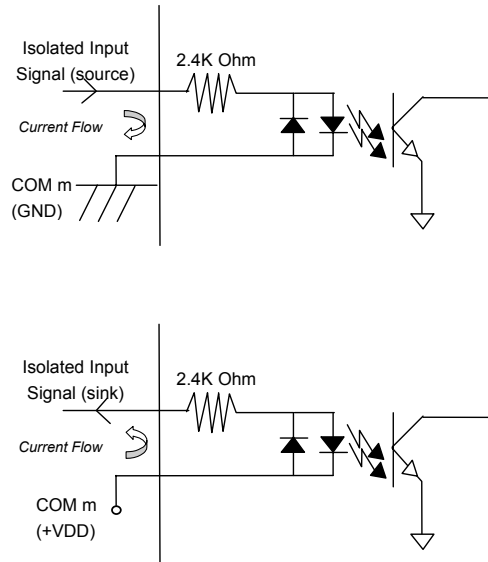 Isolated Input
Signal (source)
2.4K Ohm
Current Flow
COM m
(GND)
Isolated Input
Signal (sink)
2.4K Ohm
Current Flow
COM m
(+VDD)